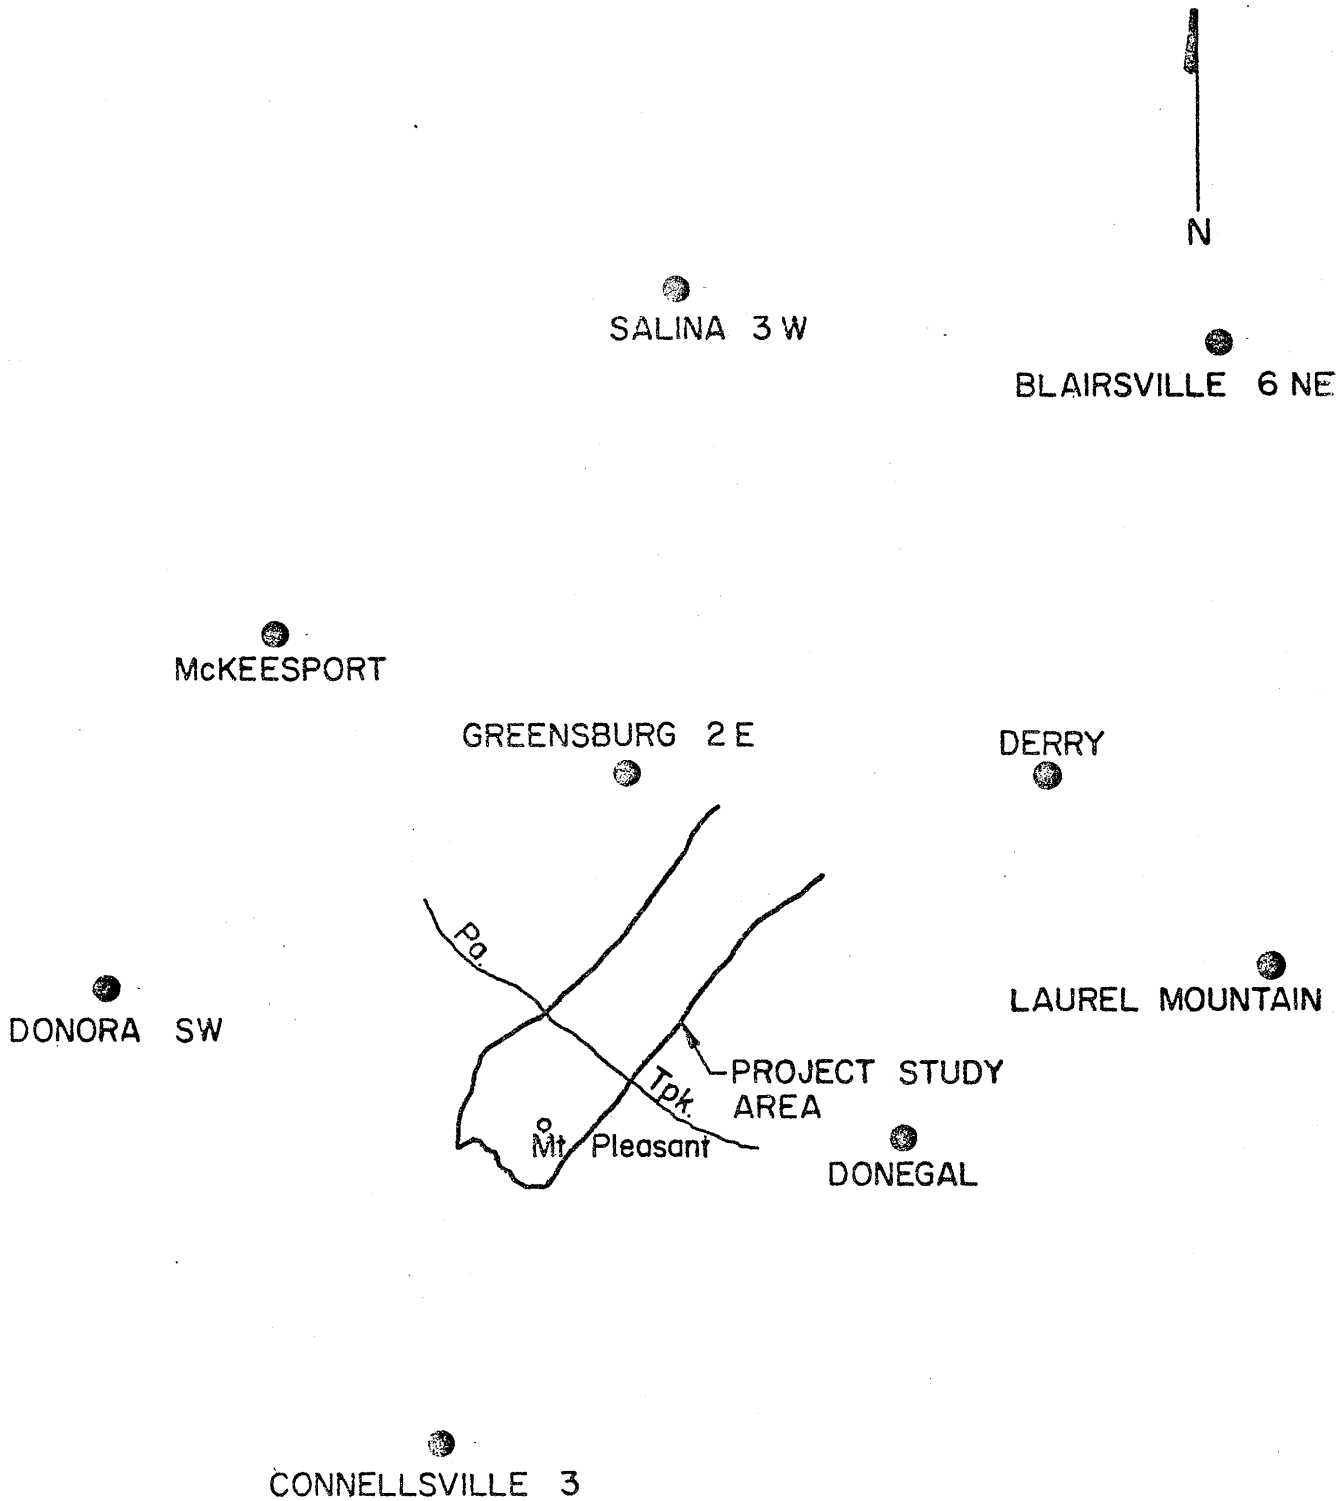 N
SALINA 3 W
BLAIRSVILLE 6 NE
McKEESPORT
GREENSBURG 2 E
DERRY
Pa.
LAUREL MOUNTAIN
DONORA SW
PROJECT STUDY
AREA
Tpk.
Mt. Pleasant
DONEGAL
CONNELLSVILLE 3